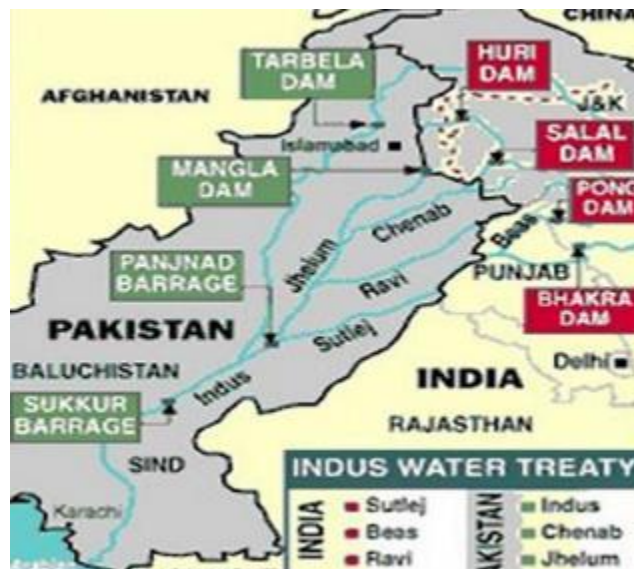 CHINA
TARBELA
DAM
HURI
DAM
AFGHANISTAN
J&K
Islamabad
SALAL
DAM
MANGLA
DAM
PONG
DAM
Chenab
Beas
PANJNAD
BARRAGE
Jhelum
Ravi
PUNJAB
BHAKRA
DAM
PAKISTAN
Sutlej
BALUCHISTAN
Indus
INDIA
Delhi
SUKKUR
BARRAGE
RAJASTHAN
SIND
INDUS WATER TREATY
Karachi
INDIA
Sutlej
Beas
Ravi
AKISTAN
Indus
Chenab
Jhelum